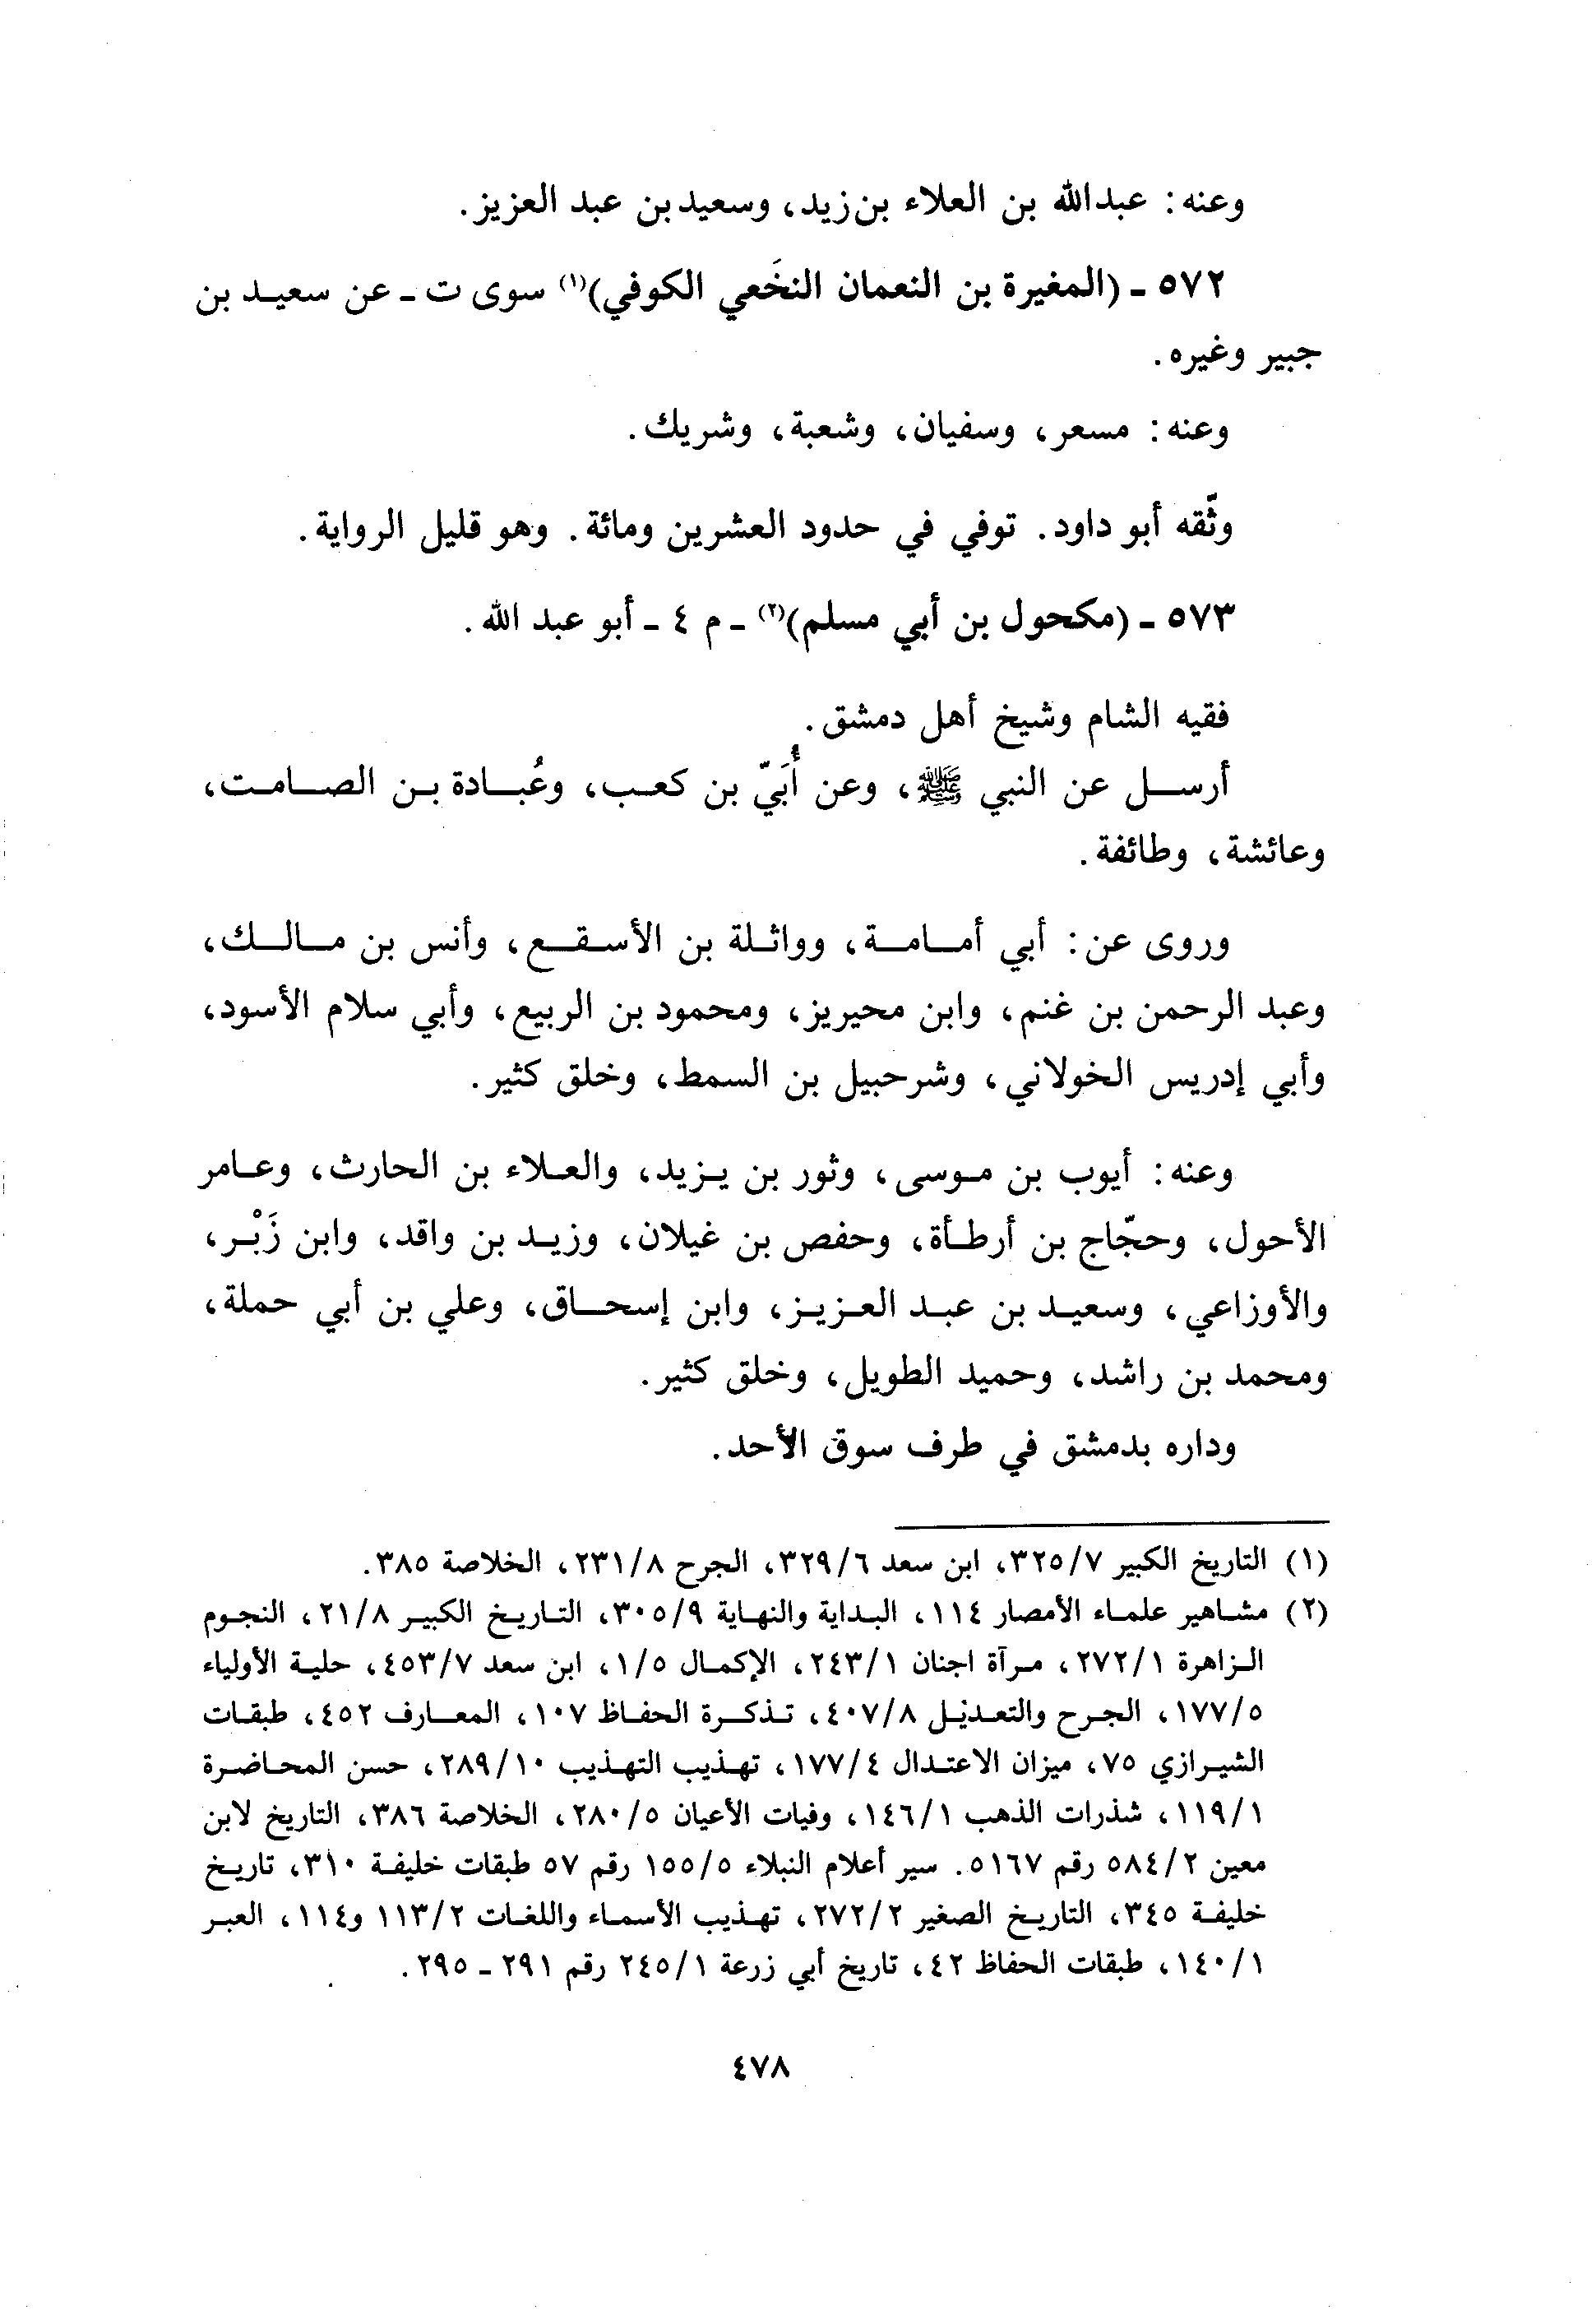 وعنه: عبدالله بن العلاء بن زيد، وسعيد بن عبد العزيز.
٥٧٢ - (المغيرة بن النعمان النخَعي الكوفي)(١) سوى ت - عن سعيد بن
جبير وغيره.
وعنه: مسعر، وسفيان، وشعبة، وشريك.
وثّقه أبو داود. توفي في حدود العشرين ومائة. وهو قليل الرواية.
٥٧٣ - (مكحول بن أبي مسلم)(٢) - م ٤ - أبو عبد الله.
فقيه الشام وشيخ أهل دمشق.
أرسل عن النبي ﷺ، وعن أُبَيّ بن كعب، وعُبادة بن الصامت،
وعائشة، وطائفة.
وروى عن: أبي أمامة، وواثلة بن الأسقع، وأنس بن مالك،
وعبد الرحمن بن غنم، وابن محيريز، ومحمود بن الربيع، وأبي سلام الأسود،
وأبي إدريس الخولاني، وشرحبيل بن السمط، وخلق كثير.
وعنه: أيوب بن موسى، وثور بن يزيد، والعلاء بن الحارث، وعامر
الأحول، وحجّاج بن أرطأة، وحفص بن غيلان، وزيد بن واقد، وابن زَبْر،
والأوزاعي، وسعيد بن عبد العزيز، وابن إسحاق، وعلي بن أبي حملة،
ومحمد بن راشد، وحميد الطويل، وخلق كثير.
وداره بدمشق في طرف سوق الأحد.
(١) التاريخ الكبير ٣٢٥/٧، ابن سعد ٣٢٩/٦، الجرح ٢٣١/٨، الخلاصة ٣٨٥.
(٢) مشاهير علماء الأمصار ١١٤، البداية والنهاية ٣٠٥/٩، التاريخ الكبير ٢١/٨، النجوم
الزاهرة ٢٧٢/١، مرآة اجنان ٢٤٣/١، الإكمال ١/٥، ابن سعد ٤٥٣/٧، حلية الأولياء
١٧٧/٥، الجرح والتعديل ٤٠٧/٨، تذكرة الحفاظ ١٠٧، المعارف ٤٥٢، طبقات
الشيرازي ٧٥، ميزان الاعتدال ١٧٧/٤، تهذيب التهذيب ٢٨٩/١٠، حسن المحاضرة
١١٩/١، شذرات الذهب ١٤٦/١، وفيات الأعيان ٢٨٠/٥، الخلاصة ٣٨٦، التاريخ لابن
معين ٥٨٤/٢ رقم ٥١٦٧. سير أعلام النبلاء ١٥٥/٥ رقم ٥٧ طبقات خليفة ٣١٠، تاريخ
خليفة ٣٤٥، التاريخ الصغير ٢٧٢/٢، تهذيب الأسماء واللغات ١١٣/٢ و١١٤، العبر
١٤٠/١، طبقات الحفاظ ٤٢، تاريخ أبي زرعة ٢٤٥/١ رقم ٢٩١ - ٢٩٥.
٤٧٨